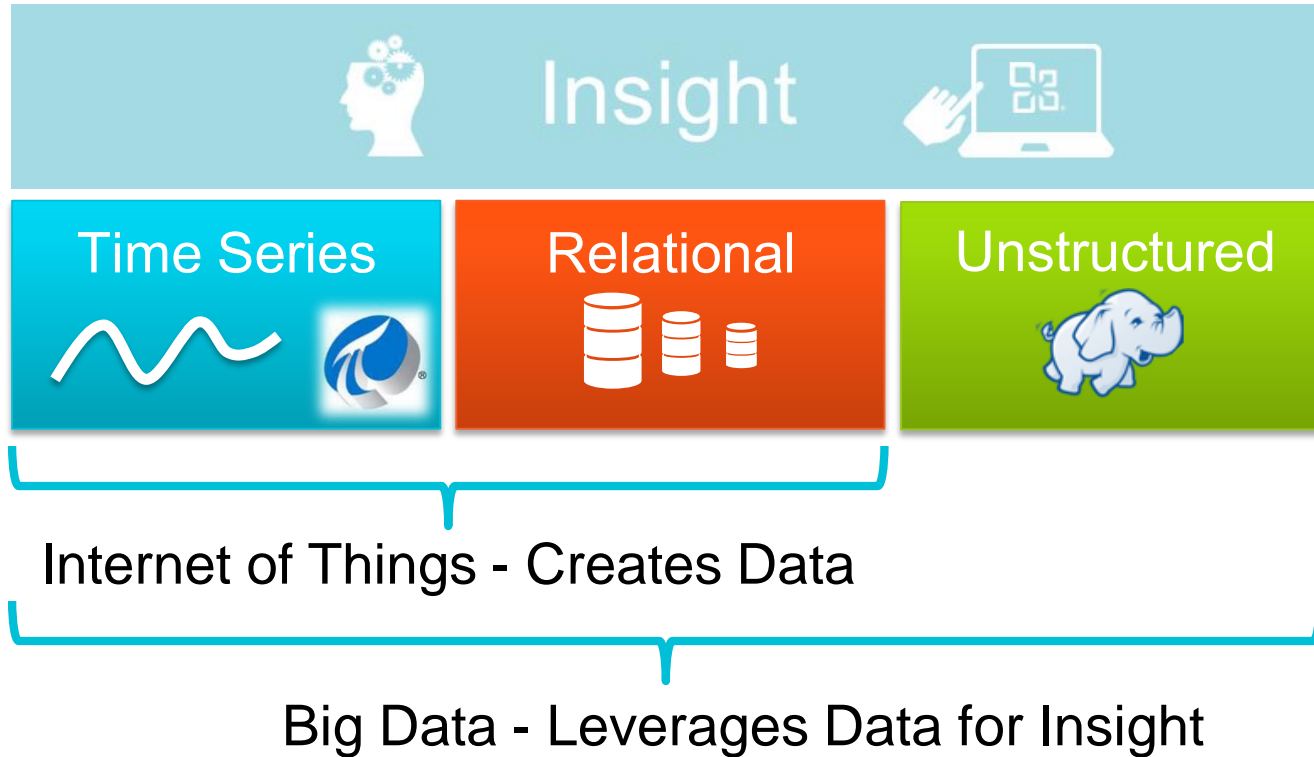 Insight
Time Series
Relational
Unstructured
®
Internet of Things - Creates Data
Big Data - Leverages Data for Insight